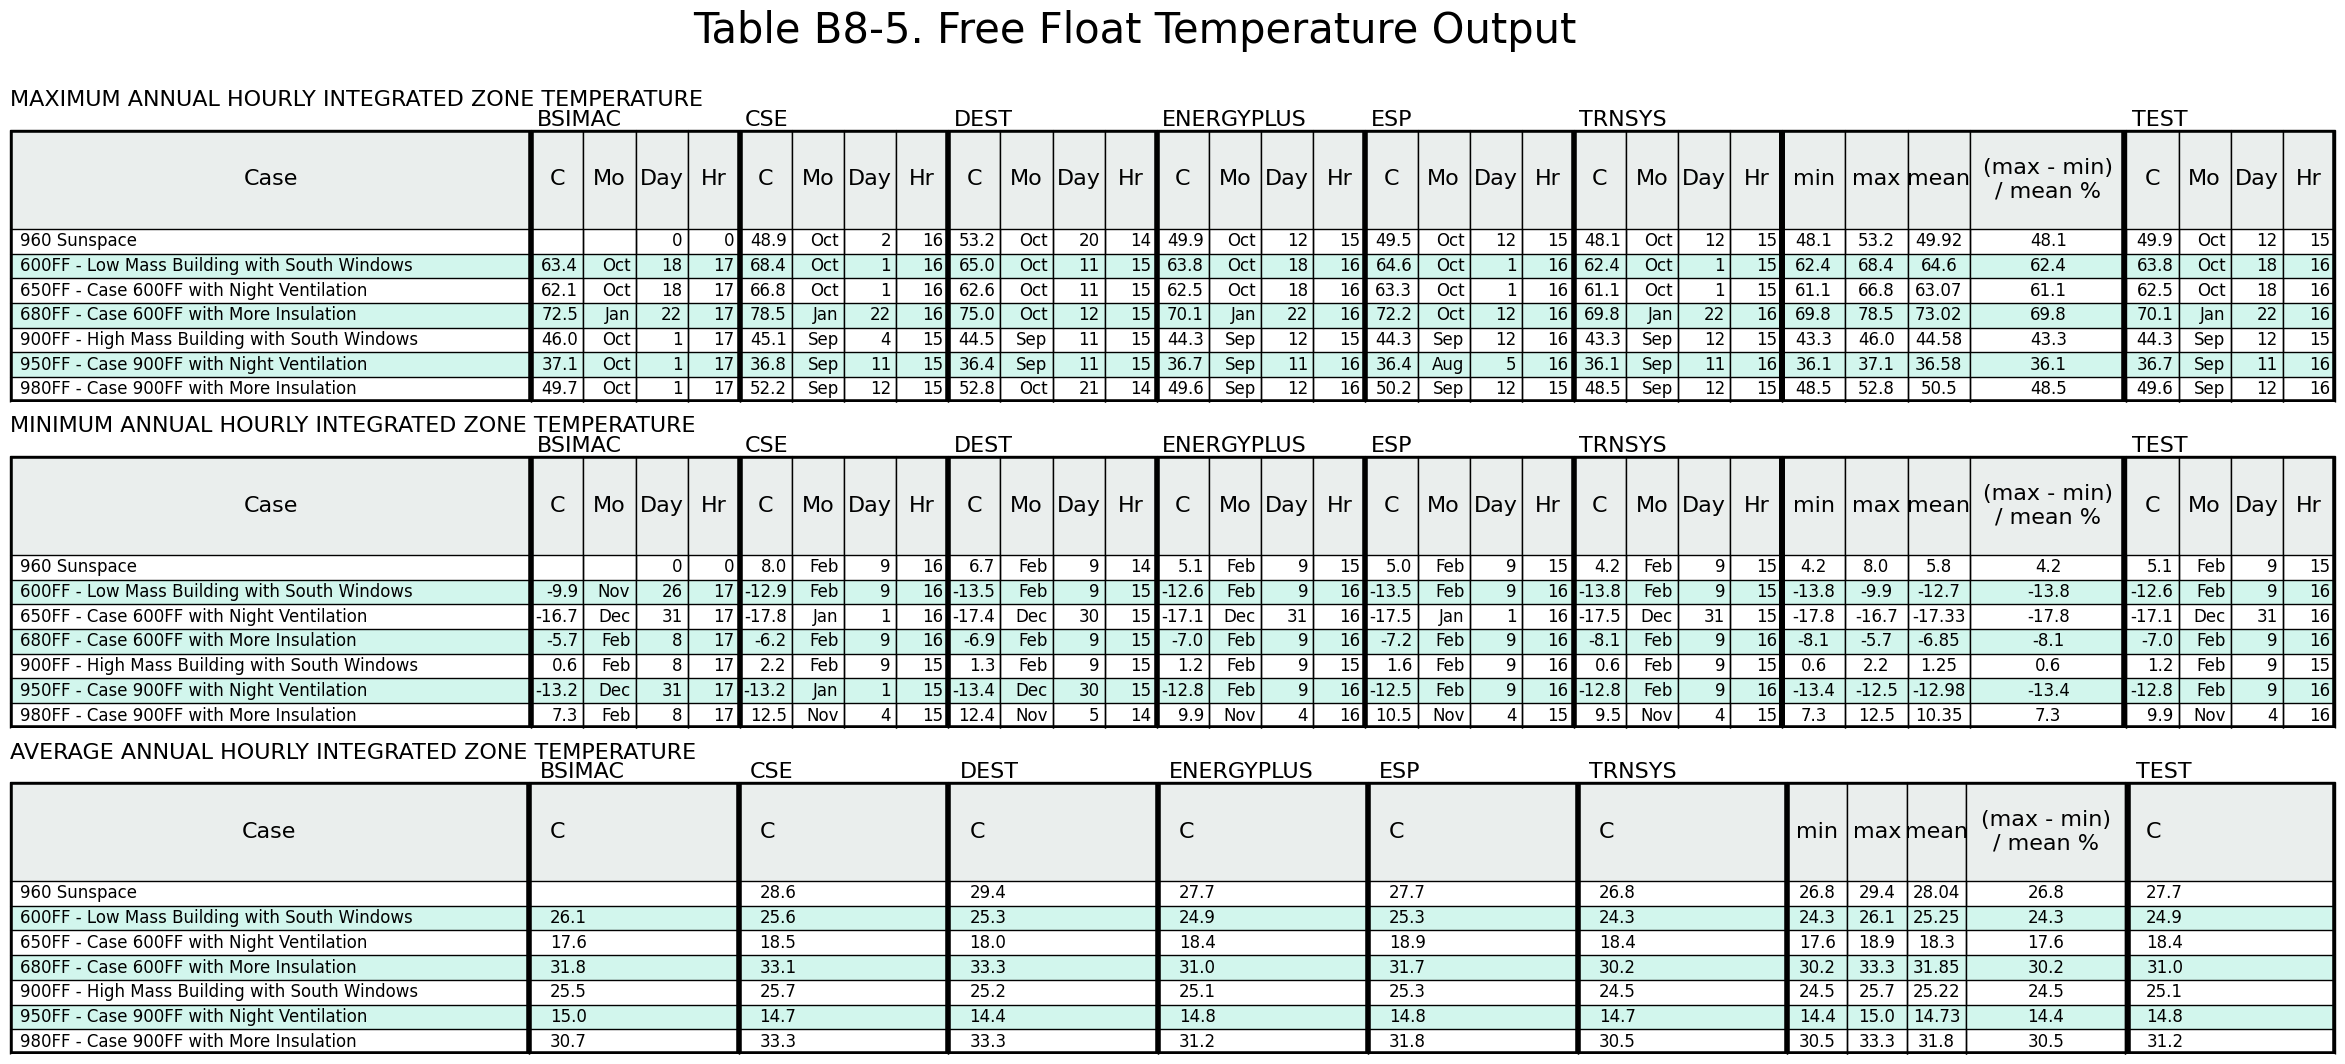 Table B8-5. Free Float Temperature Output
MAXIMUM ANNUAL HOURLY INTEGRATED ZONE TEMPERATURE
BSIMAC CSE DEST ENERGYPLUS ESP TRNSYS TEST
Case C Mo Day Hr C Mo Day Hr C Mo Day Hr C Mo Day Hr C Mo Day Hr C Mo Day Hr min max mean (max - min) / mean % C Mo Day Hr
960 Sunspace 0 0 48.9 Oct 2 16 53.2 Oct 20 14 49.9 Oct 12 15 49.5 Oct 12 15 48.1 Oct 12 15 48.1 53.2 49.92 48.1 49.9 Oct 12 15
600FF - Low Mass Building with South Windows 63.4 Oct 18 17 68.4 Oct 1 16 65.0 Oct 11 15 63.8 Oct 18 16 64.6 Oct 1 16 62.4 Oct 1 15 62.4 68.4 64.6 62.4 63.8 Oct 18 16
650FF - Case 600FF with Night Ventilation 62.1 Oct 18 17 66.8 Oct 1 16 62.6 Oct 11 15 62.5 Oct 18 16 63.3 Oct 1 16 61.1 Oct 1 15 61.1 66.8 63.07 61.1 62.5 Oct 18 16
680FF - Case 600FF with More Insulation 72.5 Jan 22 17 78.5 Jan 22 16 75.0 Oct 12 15 70.1 Jan 22 16 72.2 Oct 12 16 69.8 Jan 22 16 69.8 78.5 73.02 69.8 70.1 Jan 22 16
900FF - High Mass Building with South Windows 46.0 Oct 1 17 45.1 Sep 4 15 44.5 Sep 11 15 44.3 Sep 12 15 44.3 Sep 12 16 43.3 Sep 12 15 43.3 46.0 44.58 43.3 44.3 Sep 12 15
950FF - Case 900FF with Night Ventilation 37.1 Oct 1 17 36.8 Sep 11 15 36.4 Sep 11 15 36.7 Sep 11 16 36.4 Aug 5 16 36.1 Sep 11 16 36.1 37.1 36.58 36.1 36.7 Sep 11 16
980FF - Case 900FF with More Insulation 49.7 Oct 1 17 52.2 Sep 12 15 52.8 Oct 21 14 49.6 Sep 12 16 50.2 Sep 12 15 48.5 Sep 12 15 48.5 52.8 50.5 48.5 49.6 Sep 12 16
MINIMUM ANNUAL HOURLY INTEGRATED ZONE TEMPERATURE
BSIMAC CSE DEST ENERGYPLUS ESP TRNSYS TEST
Case C Mo Day Hr C Mo Day Hr C Mo Day Hr C Mo Day Hr C Mo Day Hr C Mo Day Hr min max mean (max - min) / mean % C Mo Day Hr
960 Sunspace 0 0 8.0 Feb 9 16 6.7 Feb 9 14 5.1 Feb 9 15 5.0 Feb 9 15 4.2 Feb 9 15 4.2 8.0 5.8 4.2 5.1 Feb 9 15
600FF - Low Mass Building with South Windows -9.9 Nov 26 17 -12.9 Feb 9 16 -13.5 Feb 9 15 -12.6 Feb 9 16 -13.5 Feb 9 16 -13.8 Feb 9 16 -13.8 -9.9 -12.7 -13.8 -12.6 Feb 9 16
650FF - Case 600FF with Night Ventilation -16.7 Dec 31 17 -17.8 Jan 1 16 -17.4 Dec 30 15 -17.1 Dec 31 16 -17.5 Jan 1 16 -17.5 Dec 31 15 -17.8 -16.7 -17.33 -17.8 -17.1 Dec 31 16
680FF - Case 600FF with More Insulation -5.7 Feb 8 17 -6.2 Feb 9 16 -6.9 Feb 9 15 -7.0 Feb 9 16 -7.2 Feb 9 16 -8.1 Feb 9 16 -8.1 -5.7 -6.85 -8.1 -7.0 Feb 9 16
900FF - High Mass Building with South Windows 0.6 Feb 8 17 2.2 Feb 9 15 1.3 Feb 9 15 1.2 Feb 9 15 1.6 Feb 9 16 0.6 Feb 9 15 0.6 2.2 1.25 0.6 1.2 Feb 9 15
950FF - Case 900FF with Night Ventilation -13.2 Dec 31 17 -13.2 Jan 1 15 -13.4 Dec 30 15 -12.8 Feb 9 16 -12.5 Feb 9 16 -12.8 Feb 9 16 -13.4 -12.5 -12.98 -13.4 -12.8 Feb 9 16
980FF - Case 900FF with More Insulation 7.3 Feb 8 17 12.5 Nov 4 15 12.4 Nov 5 14 9.9 Nov 4 16 10.5 Nov 4 15 9.5 Nov 4 15 7.3 12.5 10.35 7.3 9.9 Nov 4 16
AVERAGE ANNUAL HOURLY INTEGRATED ZONE TEMPERATURE
BSIMAC CSE DEST ENERGYPLUS ESP TRNSYS TEST
Case C C C C C C min max mean (max - min) / mean % C
960 Sunspace 28.6 29.4 27.7 27.7 26.8 26.8 29.4 28.04 26.8 27.7
600FF - Low Mass Building with South Windows 26.1 25.6 25.3 24.9 25.3 24.3 24.3 26.1 25.25 24.3 24.9
650FF - Case 600FF with Night Ventilation 17.6 18.5 18.0 18.4 18.9 18.4 17.6 18.9 18.3 17.6 18.4
680FF - Case 600FF with More Insulation 31.8 33.1 33.3 31.0 31.7 30.2 30.2 33.3 31.85 30.2 31.0
900FF - High Mass Building with South Windows 25.5 25.7 25.2 25.1 25.3 24.5 24.5 25.7 25.22 24.5 25.1
950FF - Case 900FF with Night Ventilation 15.0 14.7 14.4 14.8 14.8 14.7 14.4 15.0 14.73 14.4 14.8
980FF - Case 900FF with More Insulation 30.7 33.3 33.3 31.2 31.8 30.5 30.5 33.3 31.8 30.5 31.2